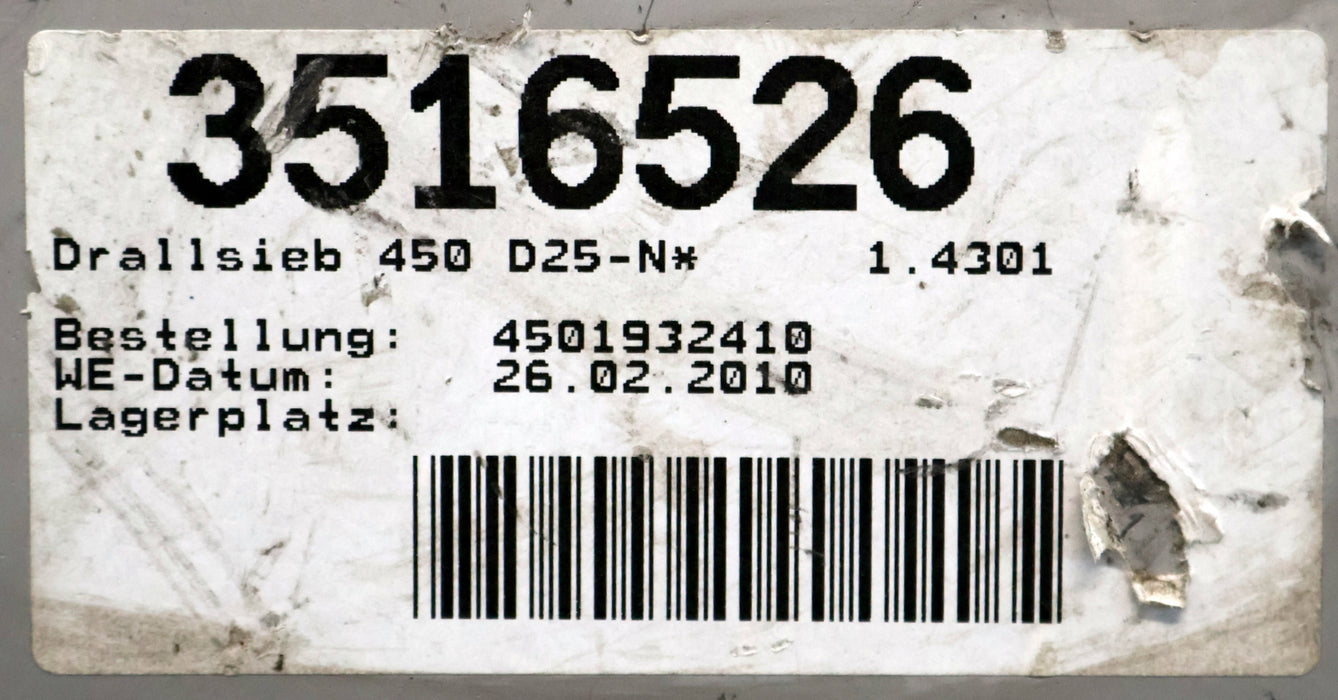 3516526
Drallsieb 450 D25-N* 1.4301
Bestellung: 4501932410
WE-Datum: 26.02.2010
Lagerplatz: